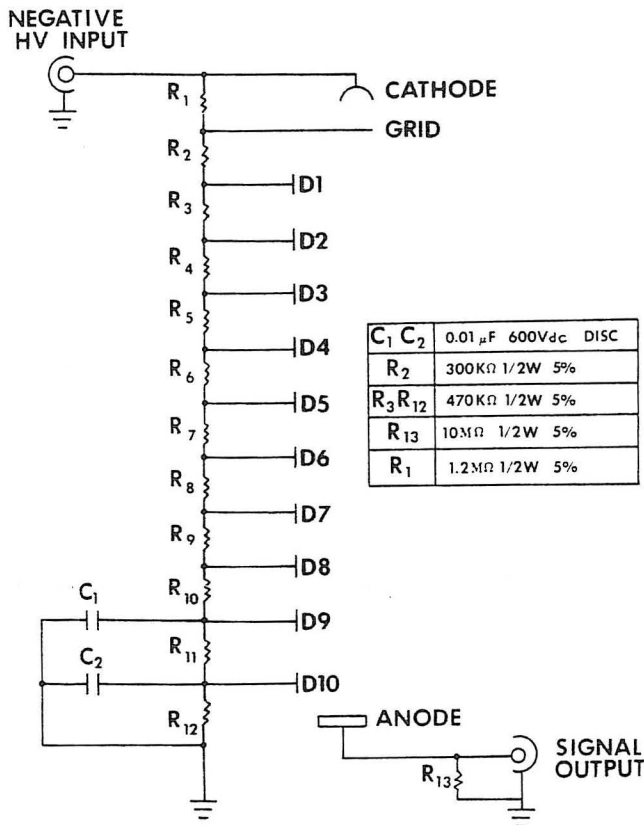 NEGATIVE
HV INPUT
R1
CATHODE
GRID
R2
D1
R3
D2
R4
D3
R5
D4
R6
D5
R7
D6
R8
D7
R9
D8
R10
C1
D9
R11
C2
D10
R12
C1 C2 0.01 μF 600Vdc DISC
R2 300KΩ 1/2W 5%
R3R12 470KΩ 1/2W 5%
R13 10MΩ 1/2W 5%
R1 1.2MΩ 1/2W 5%
ANODE
R13
SIGNAL
OUTPUT